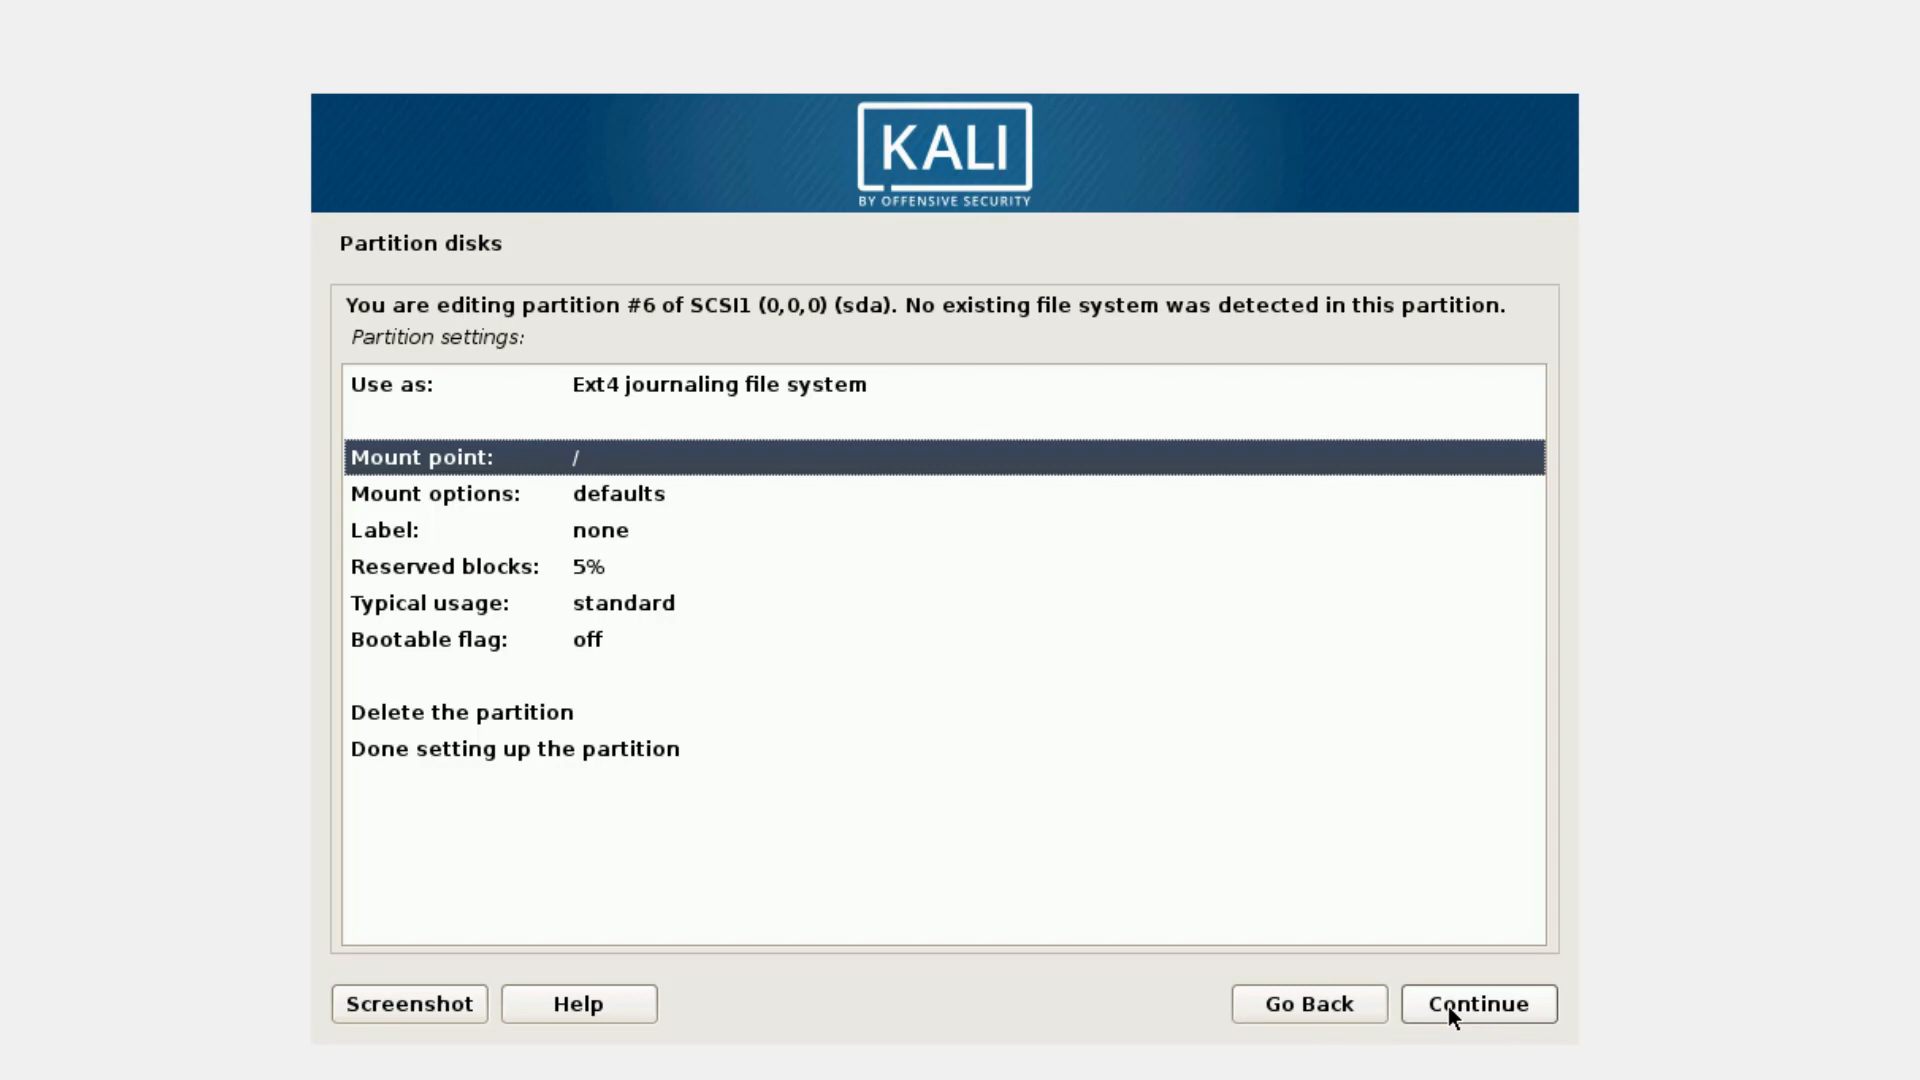 KALI
BY OFFENSIVE SECURITY
Partition disks
You are editing partition #6 of SCSI1 (0,0,0) (sda). No existing file system was detected in this partition.
Partition settings:
Use as: Ext4 journaling file system
Mount point: /
Mount options: defaults
Label: none
Reserved blocks: 5%
Typical usage: standard
Bootable flag: off
Delete the partition
Done setting up the partition
Screenshot Help Go Back Continue